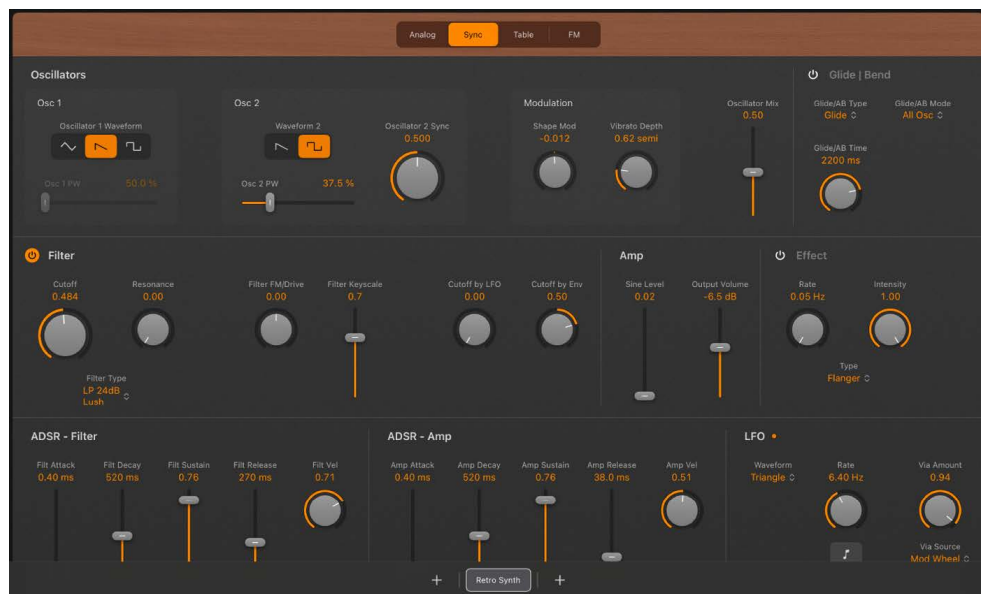 Analog Sync Table FM
Oscillators
Glide | Bend
Osc 1
Osc 2
Modulation
Oscillator Mix
0.50
Glide/AB Type
Glide
Glide/AB Mode
All Osc
Oscillator 1 Waveform
Waveform 2
Oscillator 2 Sync
0.500
Shape Mod
-0.012
Vibrato Depth
0.62 semi
Glide/AB Time
2200 ms
Osc 1 PW 50.0 %
Osc 2 PW 37.5 %
Filter
Amp
Effect
Cutoff
0.484
Resonance
0.00
Filter FM/Drive
0.00
Filter Keyscale
0.7
Cutoff by LFO
0.00
Cutoff by Env
0.50
Sine Level
0.02
Output Volume
-6.5 dB
Rate
0.05 Hz
Intensity
1.00
Filter Type
LP 24dB
Lush
Type
Flanger
ADSR - Filter
ADSR - Amp
LFO
Filt Attack
0.40 ms
Filt Decay
520 ms
Filt Sustain
0.76
Filt Release
270 ms
Filt Vel
0.71
Amp Attack
0.40 ms
Amp Decay
520 ms
Amp Sustain
0.76
Amp Release
38.0 ms
Amp Vel
0.51
Waveform
Triangle
Rate
6.40 Hz
Via Amount
0.94
Via Source
Mod Wheel
+ Retro Synth +